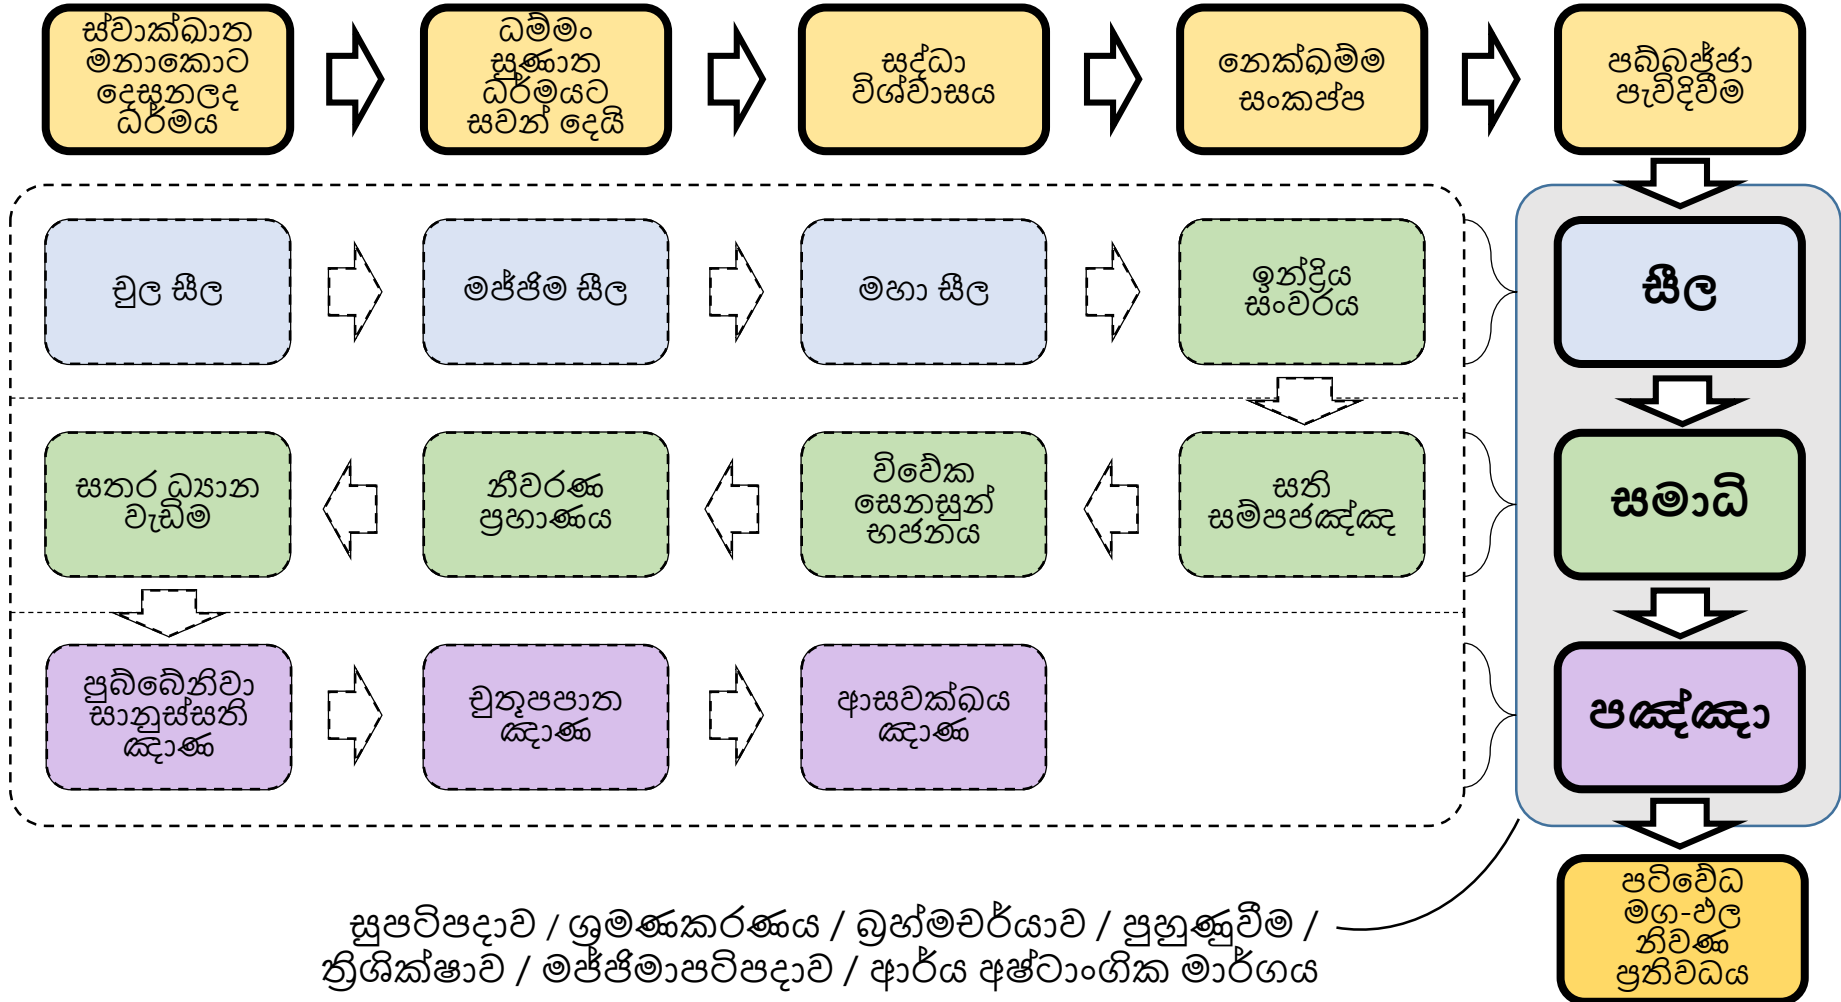 ස්වාක්ඛාත
මනාකොට
දෙසනලද
ධර්මය
ධම්මං
සුණාත
ධර්මයට
සවන් දෙයි
සද්ධා
විශ්වාසය
නෙක්ඛම්ම
සංකප්ප
පබ්බජ්ජා
පැවිදිවීම
චුල සීල
මජ්ජිම සීල
මහා සීල
ඉන්ද්‍රිය
සංවරය
සීල
සතර ධ්‍යාන
වැඩිම
නීවරණ
ප්‍රහාණය
විවේක
සෙනසුන්
භජනය
සති
සම්පජඤ්ඤ
සමාධි
පුබ්බේනිවා
සානුස්සති
ඤාණ
චුතූපපාත
ඤාණ
ආසවක්ඛය
ඤාණ
පඤ්ඤා
පටිවේධ
මග-ඵල
නිවණ
ප්‍රතිවධය
සුපටිපදාව / ශ්‍රමණකරණය / බ්‍රහ්මචර්යාව / පුහුණුවීම /
ත්‍රිශික්ෂාව / මජ්ජිමාපටිපදාව / ආර්ය අෂ්ටාංගික මාර්ගය